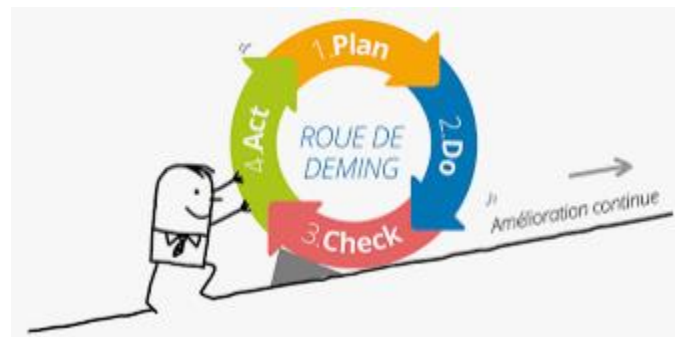 1.Plan
2.Do
3.Check
4.Act
ROUE DE
DEMING
Amélioration continue